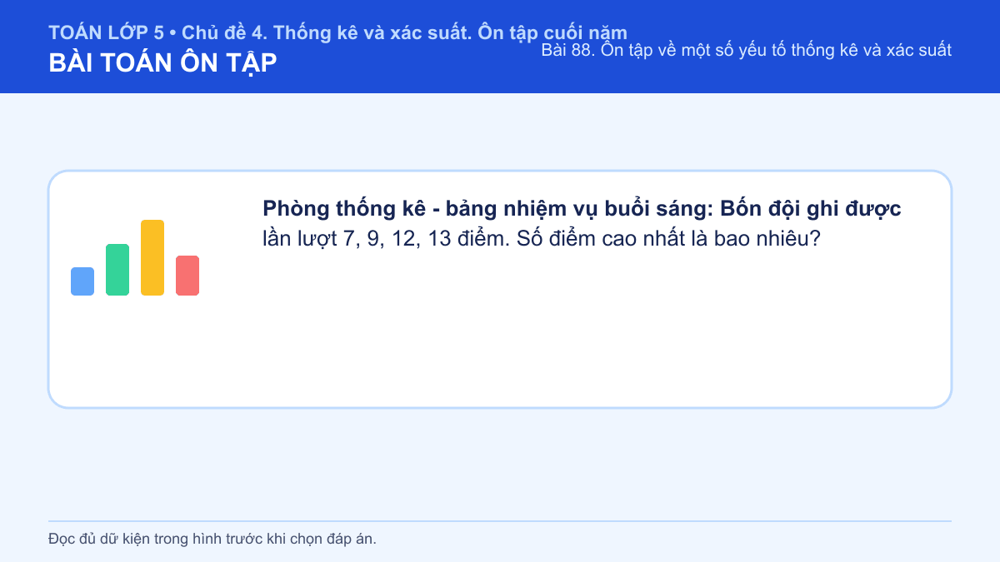 TOÁN LỚP 5 • Chủ đề 4. Thống kê và xác suất. Ôn tập cuối năm
BÀI TOÁN ÔN TẬP
Bài 88. Ôn tập về một số yếu tố thống kê và xác suất
Phòng thống kê - bảng nhiệm vụ buổi sáng: Bốn đội ghi được
lần lượt 7, 9, 12, 13 điểm. Số điểm cao nhất là bao nhiêu?
Đọc đủ dữ kiện trong hình trước khi chọn đáp án.